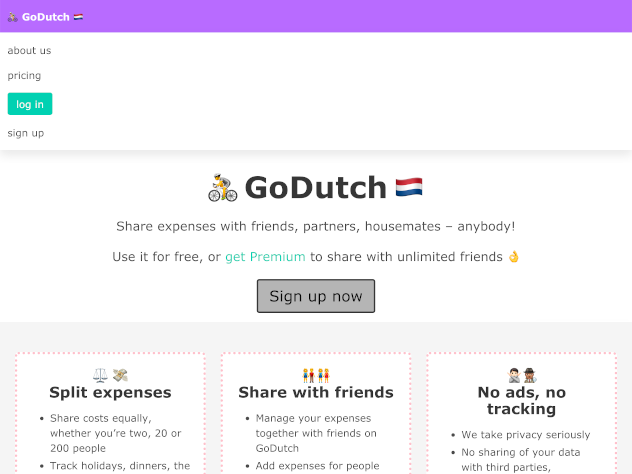 GoDutch
about us
pricing
log in
sign up
GoDutch
Share expenses with friends, partners, housemates – anybody!
Use it for free, or get Premium to share with unlimited friends 👌
Sign up now
Split expenses
Share costs equally,
whether you're two, 20 or
200 people
Track holidays, dinners, the
Share with friends
Manage your expenses
together with friends on
GoDutch
Add expenses for people
No ads, no
tracking
We take privacy seriously
No sharing of your data
with third parties,